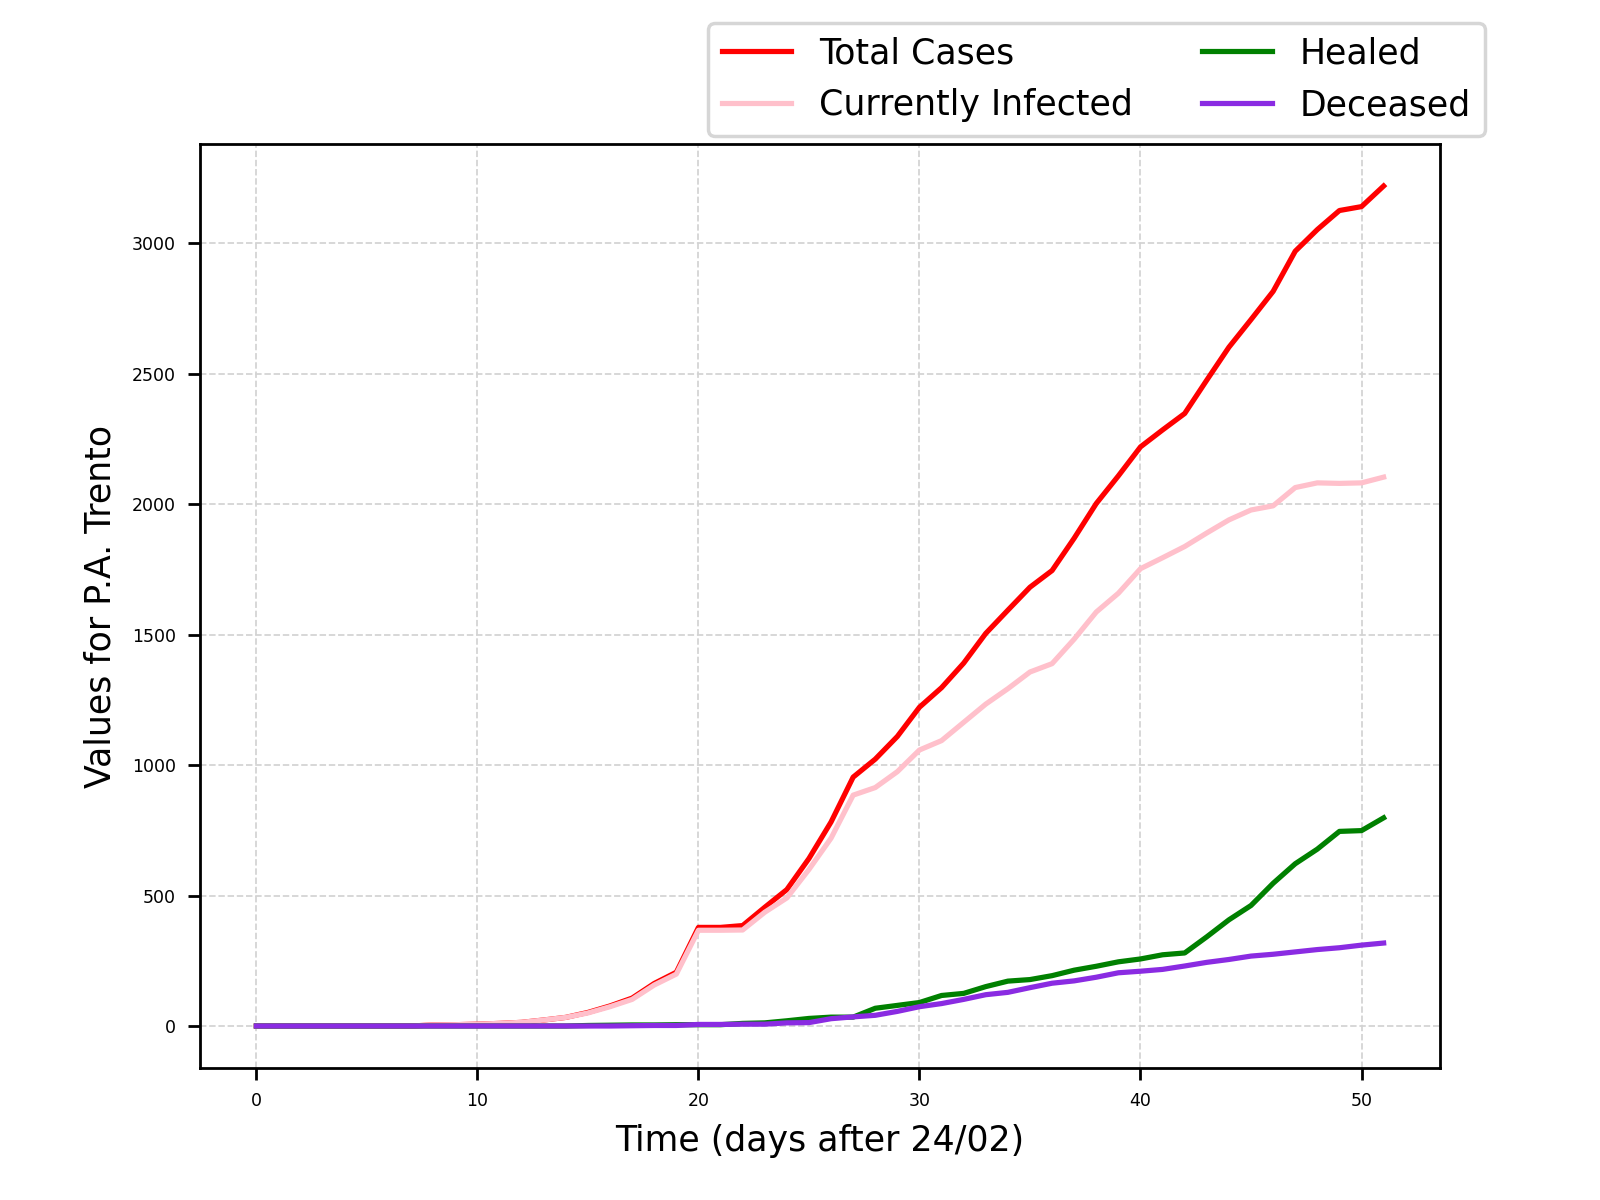 Total Cases
Currently Infected
Healed
Deceased
3000
2500
2000
1500
1000
500
0
Values for P.A. Trento
0 10 20 30 40 50
Time (days after 24/02)